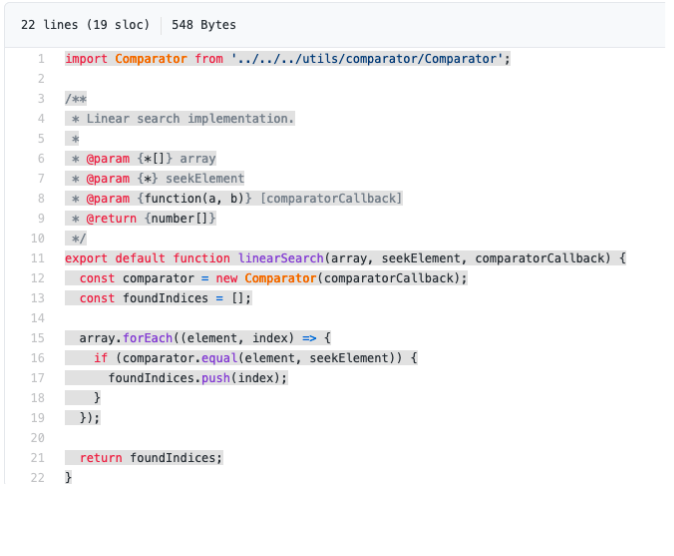 22 lines (19 sloc) 548 Bytes
1 import Comparator from '../../../utils/comparator/Comparator';
2
3 /**
4  * Linear search implementation.
5  *
6  * @param {*[]} array
7  * @param {*} seekElement
8  * @param {function(a, b)} [comparatorCallback]
9  * @return {number[]}
10  */
11 export default function linearSearch(array, seekElement, comparatorCallback) {
12   const comparator = new Comparator(comparatorCallback);
13   const foundIndices = [];
14
15   array.forEach((element, index) => {
16     if (comparator.equal(element, seekElement)) {
17       foundIndices.push(index);
18     }
19   });
20
21   return foundIndices;
22 }